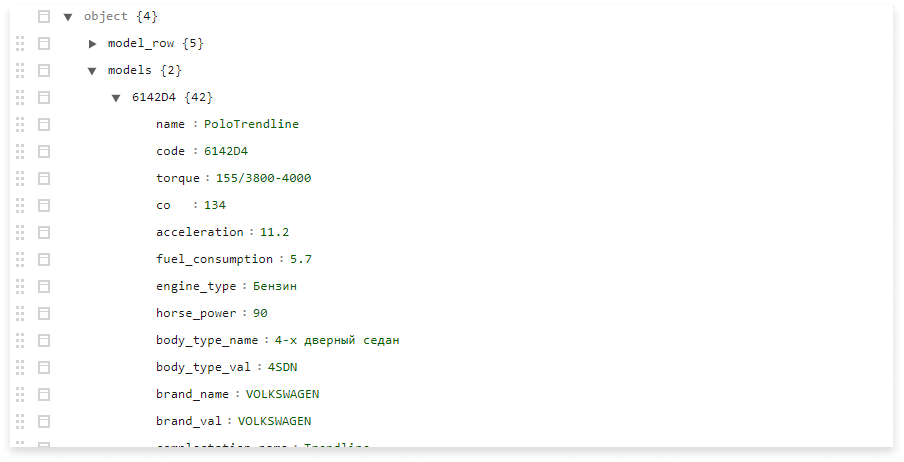 object {4}
model_row {5}
models {2}
6142D4 {42}
name : PoloTrendline
code : 6142D4
torque : 155/3800-4000
co : 134
acceleration : 11.2
fuel_consumption : 5.7
engine_type : Бензин
horse_power : 90
body_type_name : 4-х дверный седан
body_type_val : 4SDN
brand_name : VOLKSWAGEN
brand_val : VOLKSWAGEN